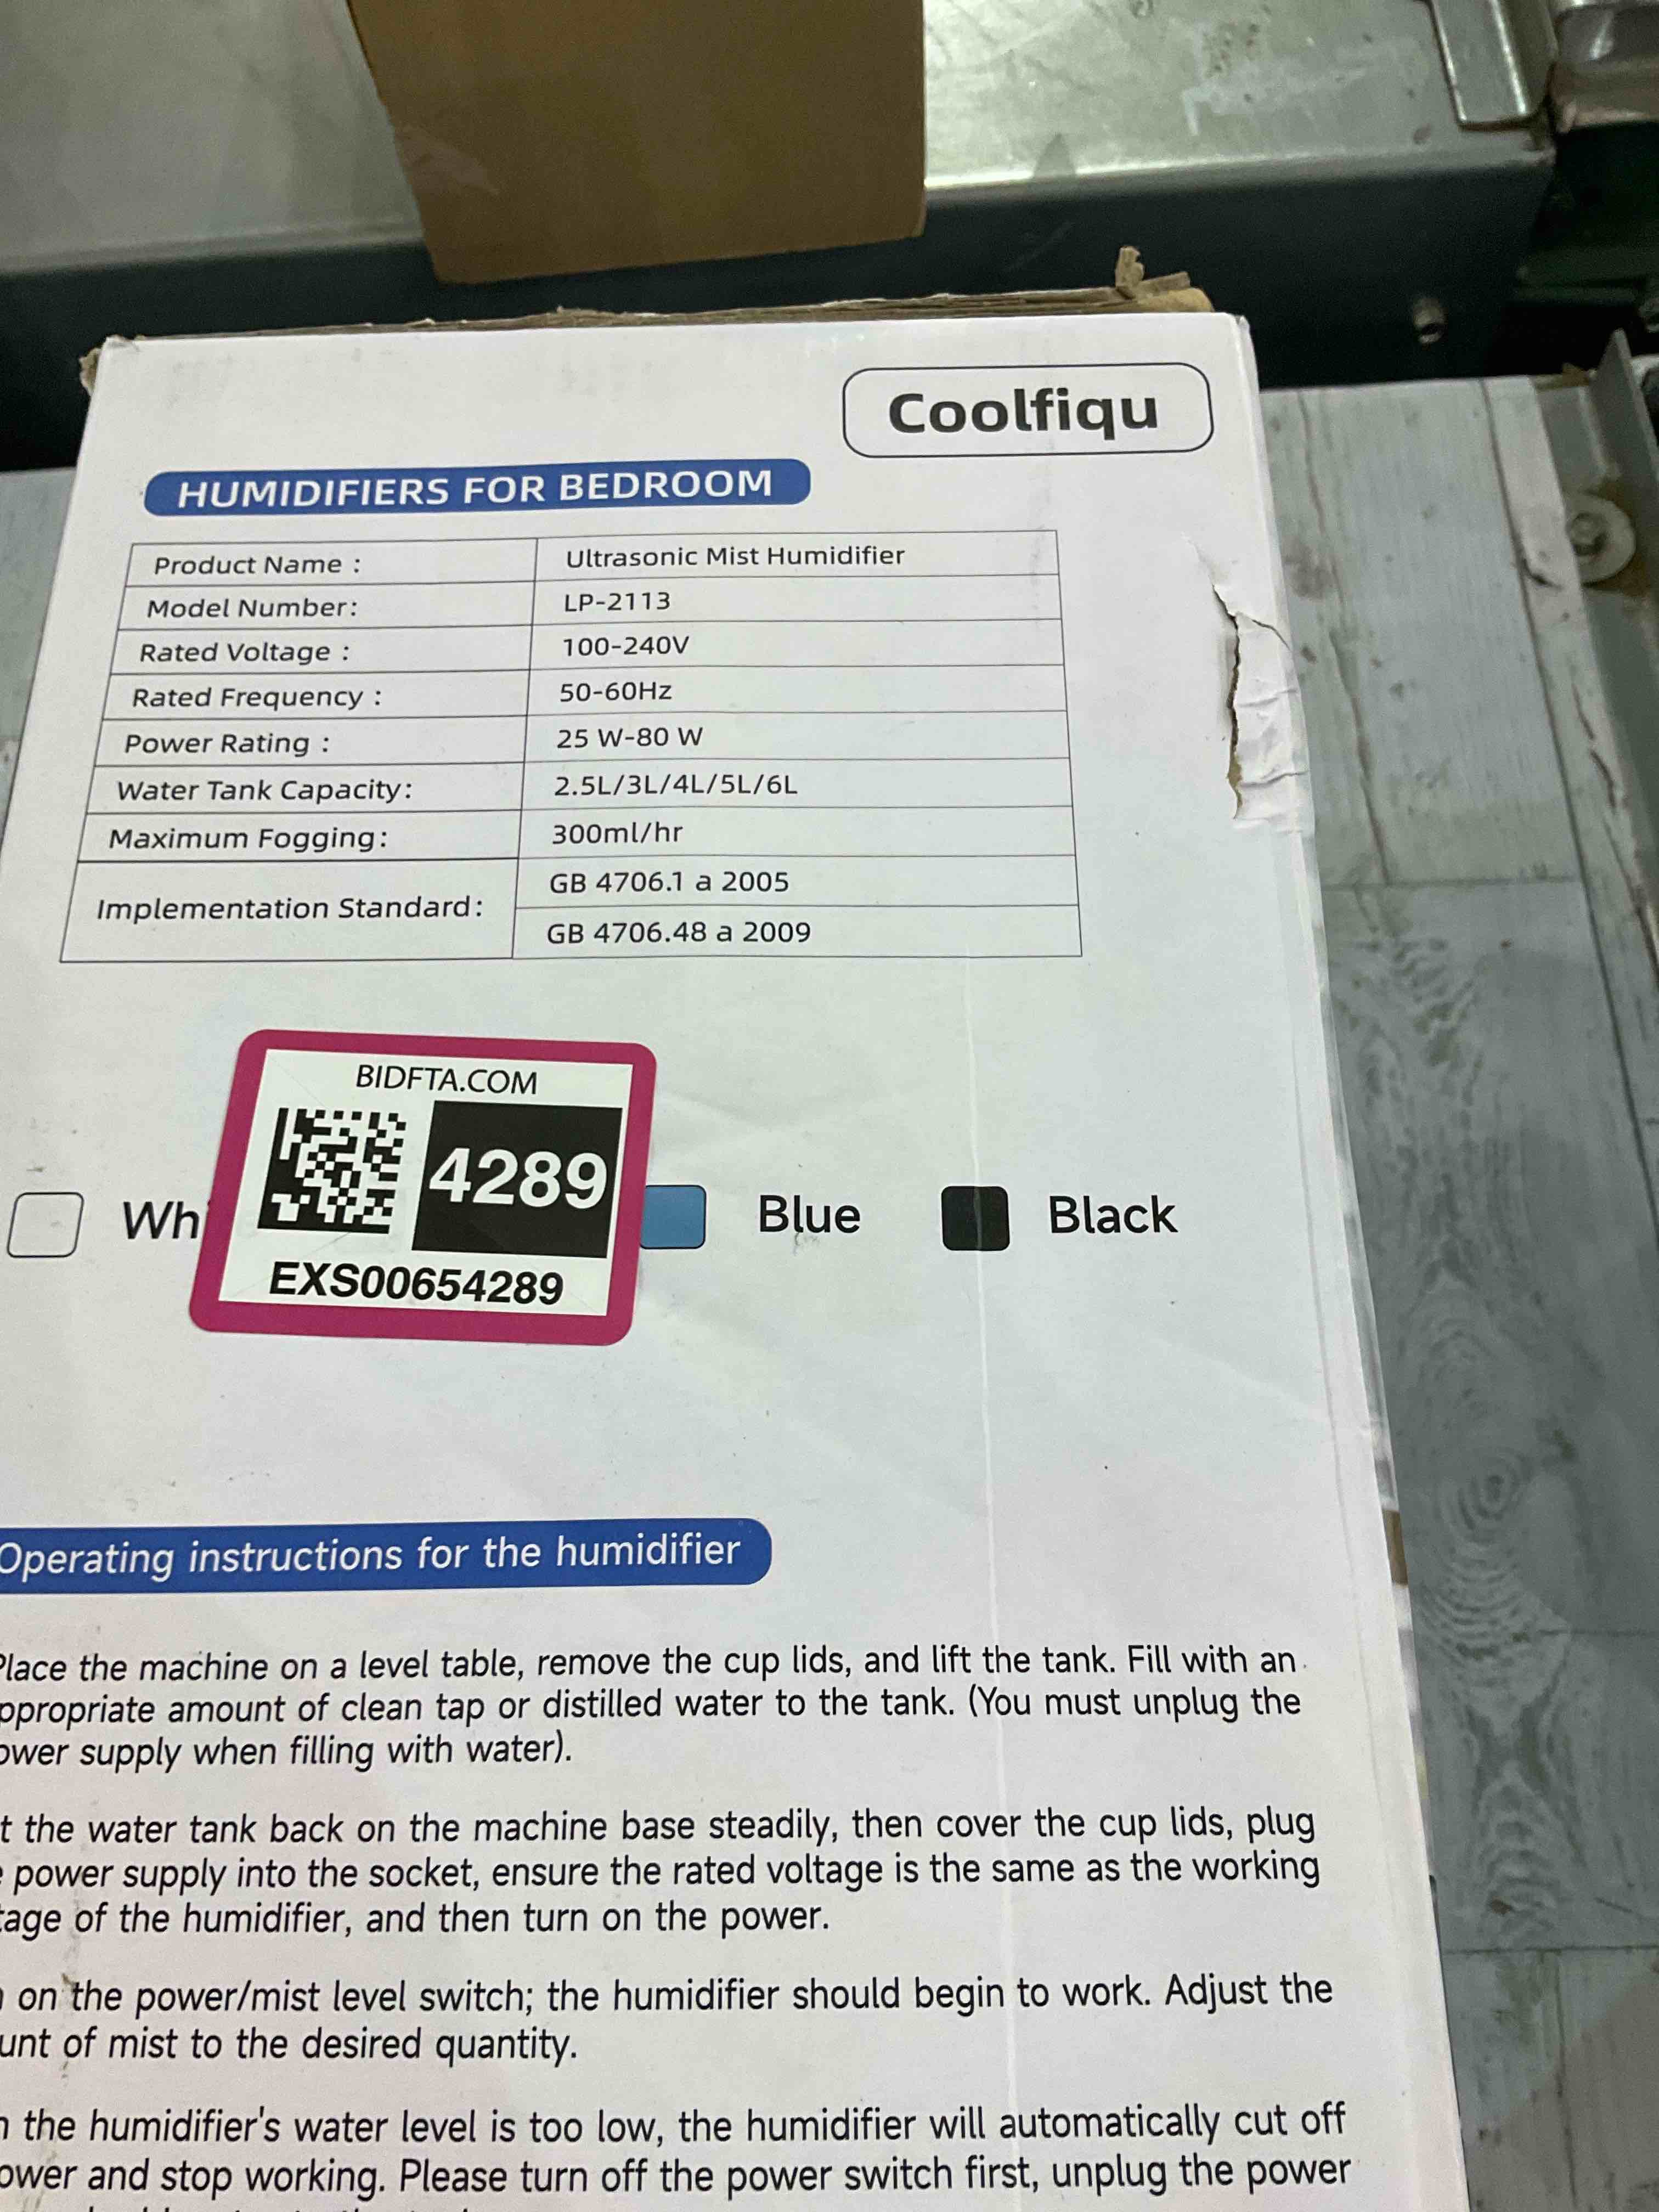 Coolfiqu
HUMIDIFIERS FOR BEDROOM
Product Name : Ultrasonic Mist Humidifier
Model Number: LP-2113
Rated Voltage : 100-240V
Rated Frequency : 50-60Hz
Power Rating : 25 W-80 W
Water Tank Capacity: 2.5L/3L/4L/5L/6L
Maximum Fogging: 300ml/hr
Implementation Standard: GB 4706.1 a 2005
GB 4706.48 a 2009
BIDFTA.COM
4289
EXS00654289
Wh Blue Black
Operating instructions for the humidifier
Place the machine on a level table, remove the cup lids, and lift the tank. Fill with an
ppropriate amount of clean tap or distilled water to the tank. (You must unplug the
ower supply when filling with water).
t the water tank back on the machine base steadily, then cover the cup lids, plug
power supply into the socket, ensure the rated voltage is the same as the working
tage of the humidifier, and then turn on the power.
on the power/mist level switch; the humidifier should begin to work. Adjust the
unt of mist to the desired quantity.
the humidifier's water level is too low, the humidifier will automatically cut off
ower and stop working. Please turn off the power switch first, unplug the power